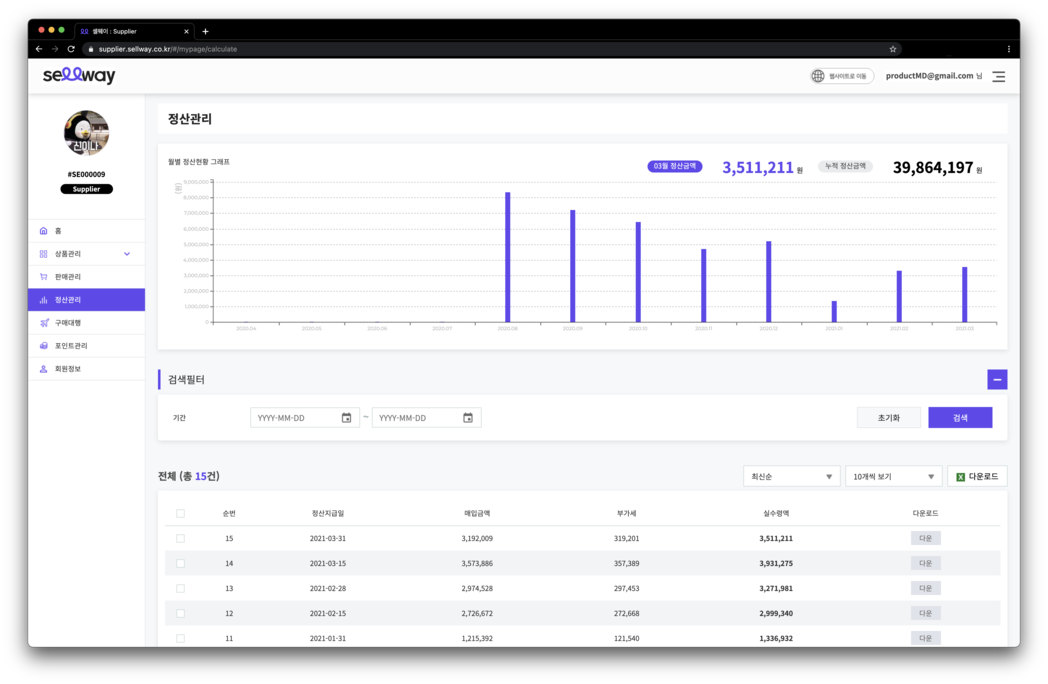 셀웨이 : Supplier
supplier.sellway.co.kr/#/mypage/calculate
sellway
웹사이트로 이동
productMD@gmail.com 님
신이나
#SE000009
Supplier
홈
상품관리
판매관리
정산관리
구매대행
포인트관리
회원정보
정산관리
월별 정산현황 그래프
03월 정산금액 3,511,211 원 누적 정산금액 39,864,197 원
(원)
9,000,000
8,000,000
7,000,000
6,000,000
5,000,000
4,000,000
3,000,000
2,000,000
1,000,000
0
2020.04 2020.05 2020.06 2020.07 2020.08 2020.09 2020.10 2020.11 2020.12 2021.01 2021.02 2021.03
검색필터
기간 YYYY-MM-DD ~ YYYY-MM-DD 초기화 검색
전체 (총 15건) 최신순 10개씩 보기 다운로드
순번 정산지급일 매입금액 부가세 실수령액 다운로드
15 2021-03-31 3,192,009 319,201 3,511,211 다운
14 2021-03-15 3,573,886 357,389 3,931,275 다운
13 2021-02-28 2,974,528 297,453 3,271,981 다운
12 2021-02-15 2,726,672 272,668 2,999,340 다운
11 2021-01-31 1,215,392 121,540 1,336,932 다운